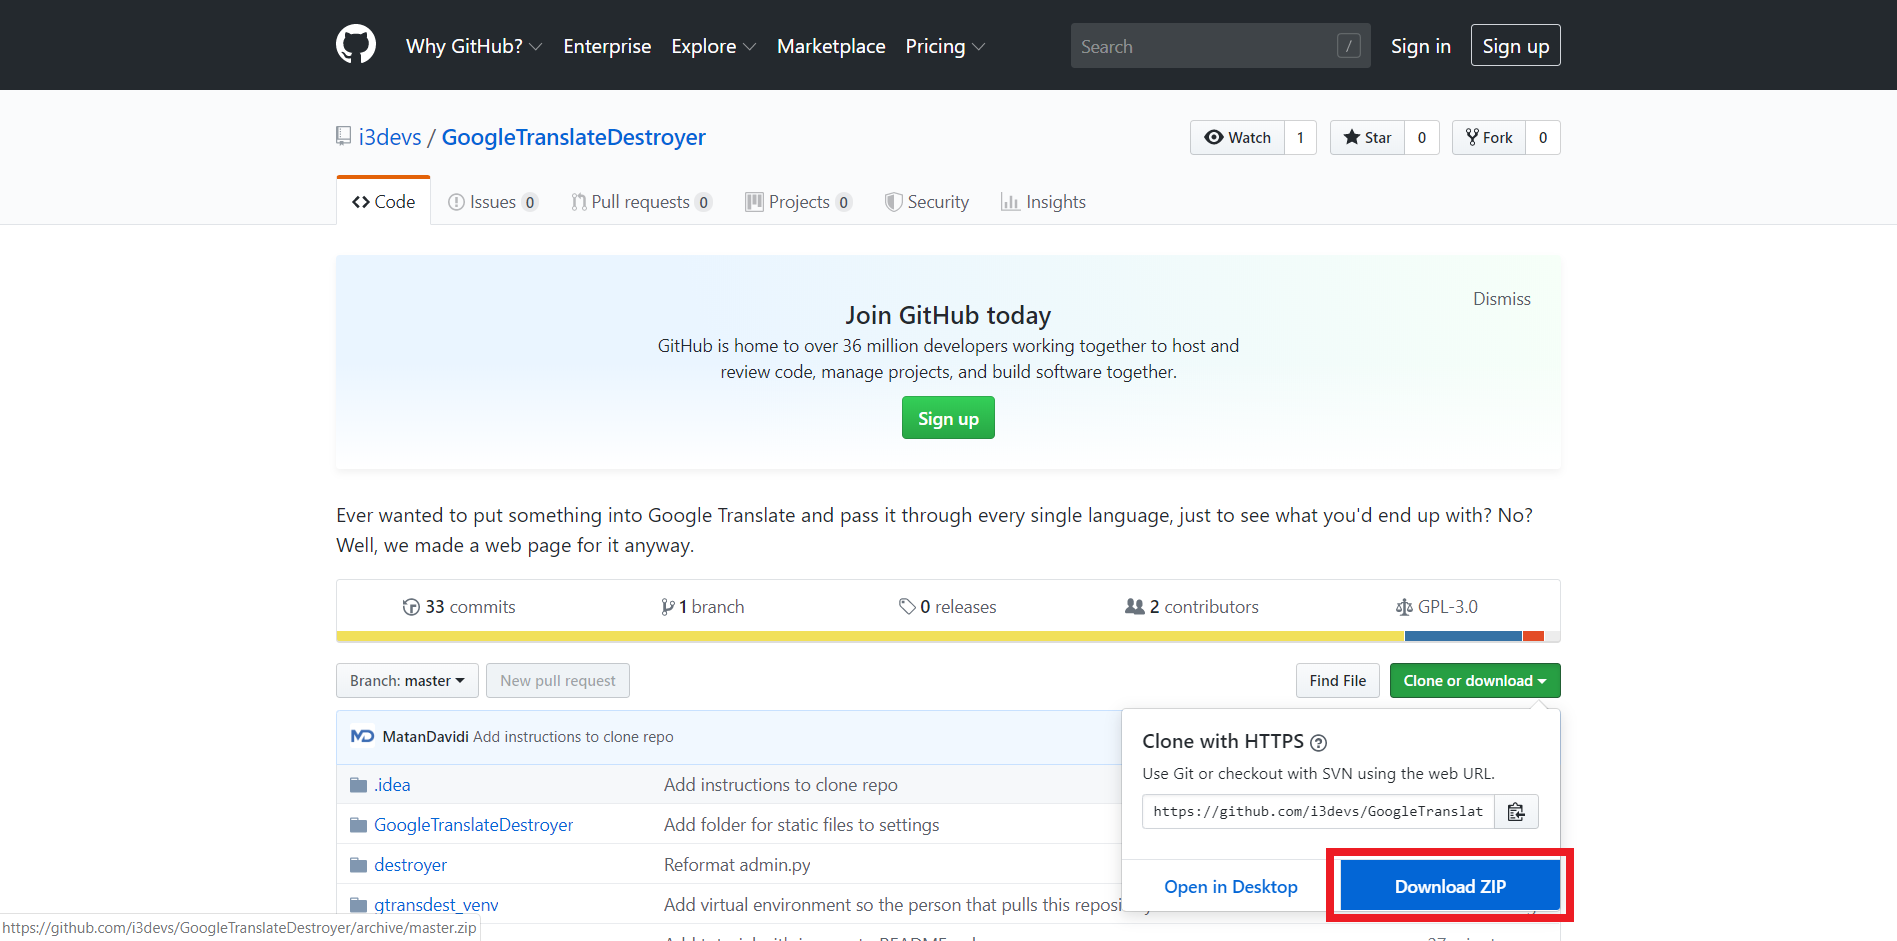 Why GitHub? Enterprise Explore Marketplace Pricing Search / Sign in Sign up
i3devs / GoogleTranslateDestroyer Watch 1 Star 0 Fork 0
Code Issues 0 Pull requests 0 Projects 0 Security Insights
Dismiss
Join GitHub today
GitHub is home to over 36 million developers working together to host and
review code, manage projects, and build software together.
Sign up
Ever wanted to put something into Google Translate and pass it through every single language, just to see what you'd end up with? No?
Well, we made a web page for it anyway.
33 commits 1 branch 0 releases 2 contributors GPL-3.0
Branch: master New pull request Find File Clone or download
MD MatanDavidi Add instructions to clone repo
.idea Add instructions to clone repo
GoogleTranslateDestroyer Add folder for static files to settings
destroyer Reformat admin.py
gtransdest_venv Add virtual environment so the person that pulls this reposi
Clone with HTTPS ?
Use Git or checkout with SVN using the web URL.
https://github.com/i3devs/GoogleTranslat
Open in Desktop Download ZIP
https://github.com/i3devs/GoogleTranslateDestroyer/archive/master.zip